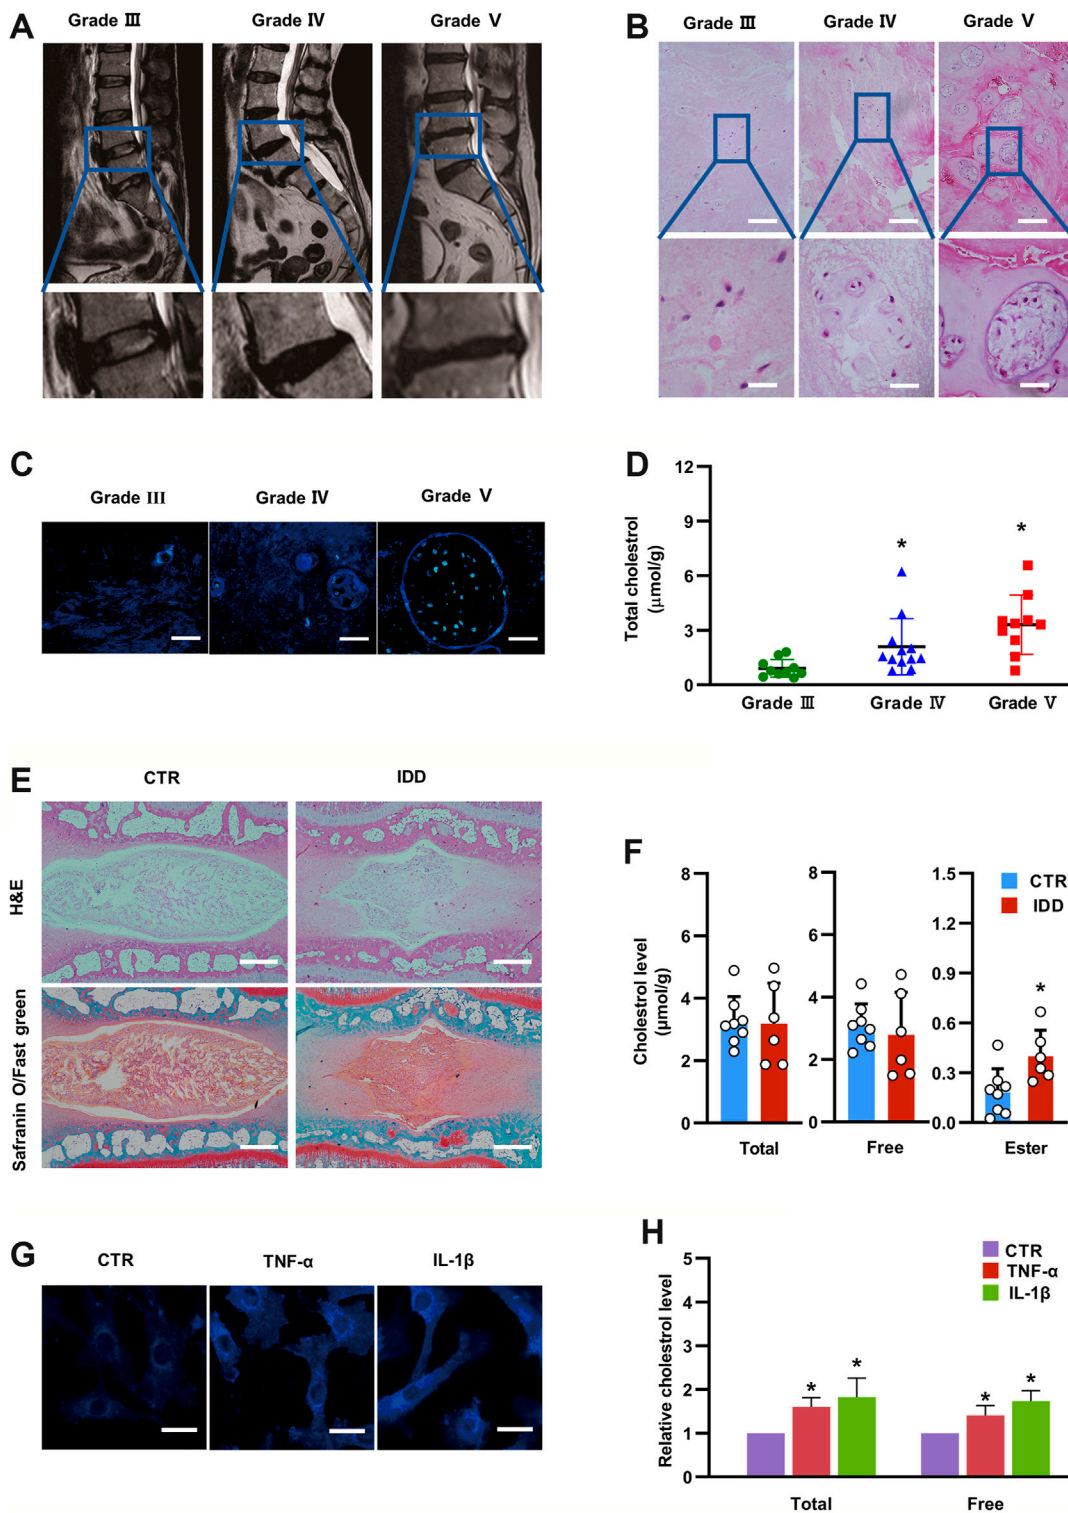 A
Grade Ⅲ
Grade Ⅳ
Grade Ⅴ
B
Grade Ⅲ
Grade Ⅳ
Grade Ⅴ
C
Grade III
Grade Ⅳ
Grade Ⅴ
D
Total cholestrol
(μmol/g)
12
9
6
3
0
*
*
Grade Ⅲ
Grade Ⅳ
Grade Ⅴ
E
CTR
IDD
H&E
Safranin O/Fast green
F
Cholestrol level
(μmol/g)
8
6
4
2
0
Total
8
6
4
2
0
Free
1.5
1.2
0.9
0.6
0.3
0.0
*
Ester
CTR
IDD
G
CTR
TNF-α
IL-1β
H
Relative cholestrol level
5
4
3
2
1
0
* *
* *
Total
Free
CTR
TNF-α
IL-1β